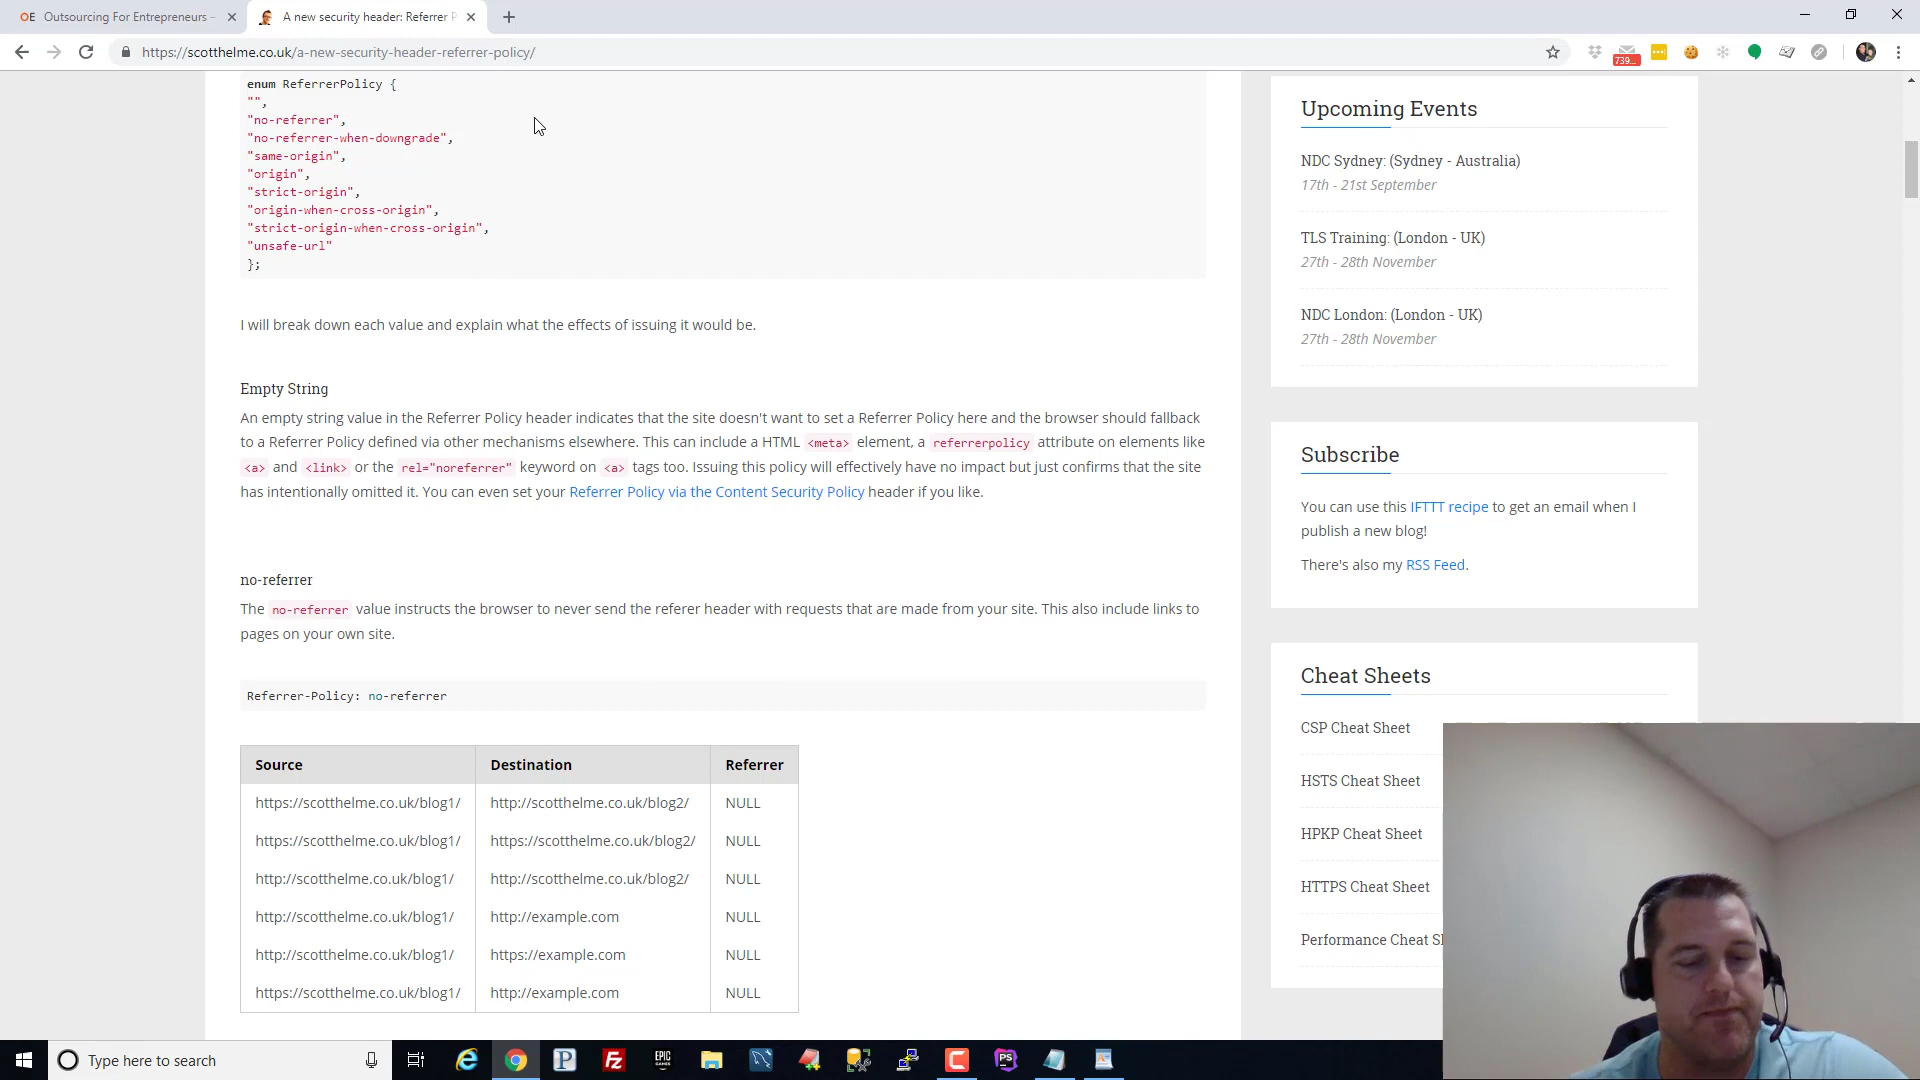 OE Outsourcing For Entrepreneurs -
A new security header: Referrer P
https://scotthelme.co.uk/a-new-security-header-referrer-policy/
739...
enum ReferrerPolicy {
"",
"no-referrer",
"no-referrer-when-downgrade",
"same-origin",
"origin",
"strict-origin",
"origin-when-cross-origin",
"strict-origin-when-cross-origin",
"unsafe-url"
};
I will break down each value and explain what the effects of issuing it would be.
Empty String
An empty string value in the Referrer Policy header indicates that the site doesn't want to set a Referrer Policy here and the browser should fallback
to a Referrer Policy defined via other mechanisms elsewhere. This can include a HTML <meta> element, a referrerpolicy attribute on elements like
<a> and <link> or the rel="noreferrer" keyword on <a> tags too. Issuing this policy will effectively have no impact but just confirms that the site
has intentionally omitted it. You can even set your Referrer Policy via the Content Security Policy header if you like.
no-referrer
The no-referrer value instructs the browser to never send the referer header with requests that are made from your site. This also include links to
pages on your own site.
Referrer-Policy: no-referrer
Source Destination Referrer
https://scotthelme.co.uk/blog1/ http://scotthelme.co.uk/blog2/ NULL
https://scotthelme.co.uk/blog1/ https://scotthelme.co.uk/blog2/ NULL
http://scotthelme.co.uk/blog1/ http://scotthelme.co.uk/blog2/ NULL
http://scotthelme.co.uk/blog1/ http://example.com NULL
http://scotthelme.co.uk/blog1/ https://example.com NULL
https://scotthelme.co.uk/blog1/ http://example.com NULL
Upcoming Events
NDC Sydney: (Sydney - Australia)
17th - 21st September
TLS Training: (London - UK)
27th - 28th November
NDC London: (London - UK)
27th - 28th November
Subscribe
You can use this IFTTT recipe to get an email when I
publish a new blog!
There's also my RSS Feed.
Cheat Sheets
CSP Cheat Sheet
HSTS Cheat Sheet
HPKP Cheat Sheet
HTTPS Cheat Sheet
Performance Cheat Sh
Type here to search
P
Fz
EPIC
GAMES
C
PS